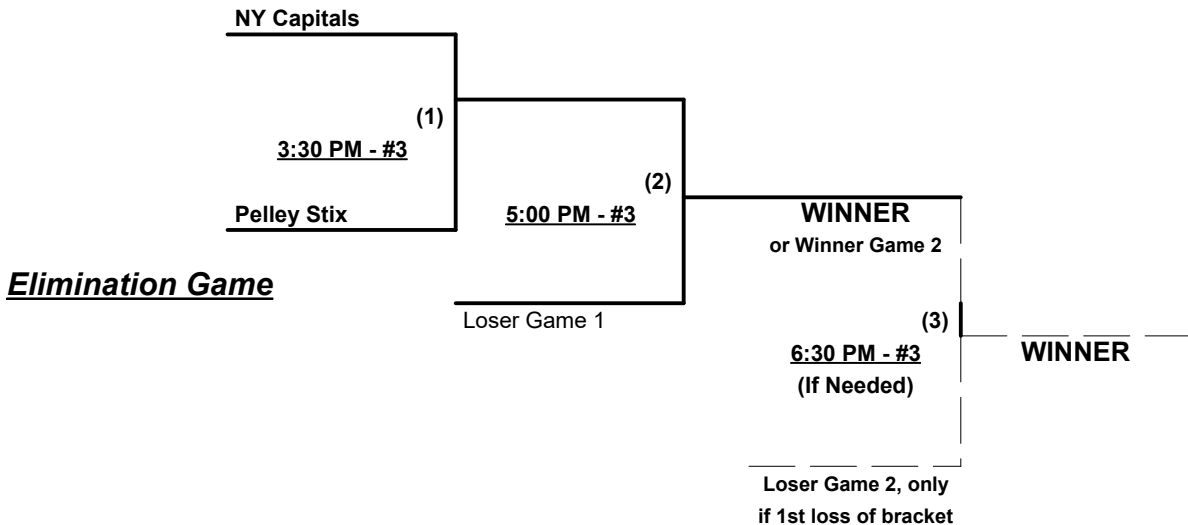 NY Capitals
(1)
3:30 PM - #3
Pelley Stix
(2)
5:00 PM - #3
WINNER
or Winner Game 2
Elimination Game
Loser Game 1
(3)
6:30 PM - #3
(If Needed)
WINNER
Loser Game 2, only
if 1st loss of bracket